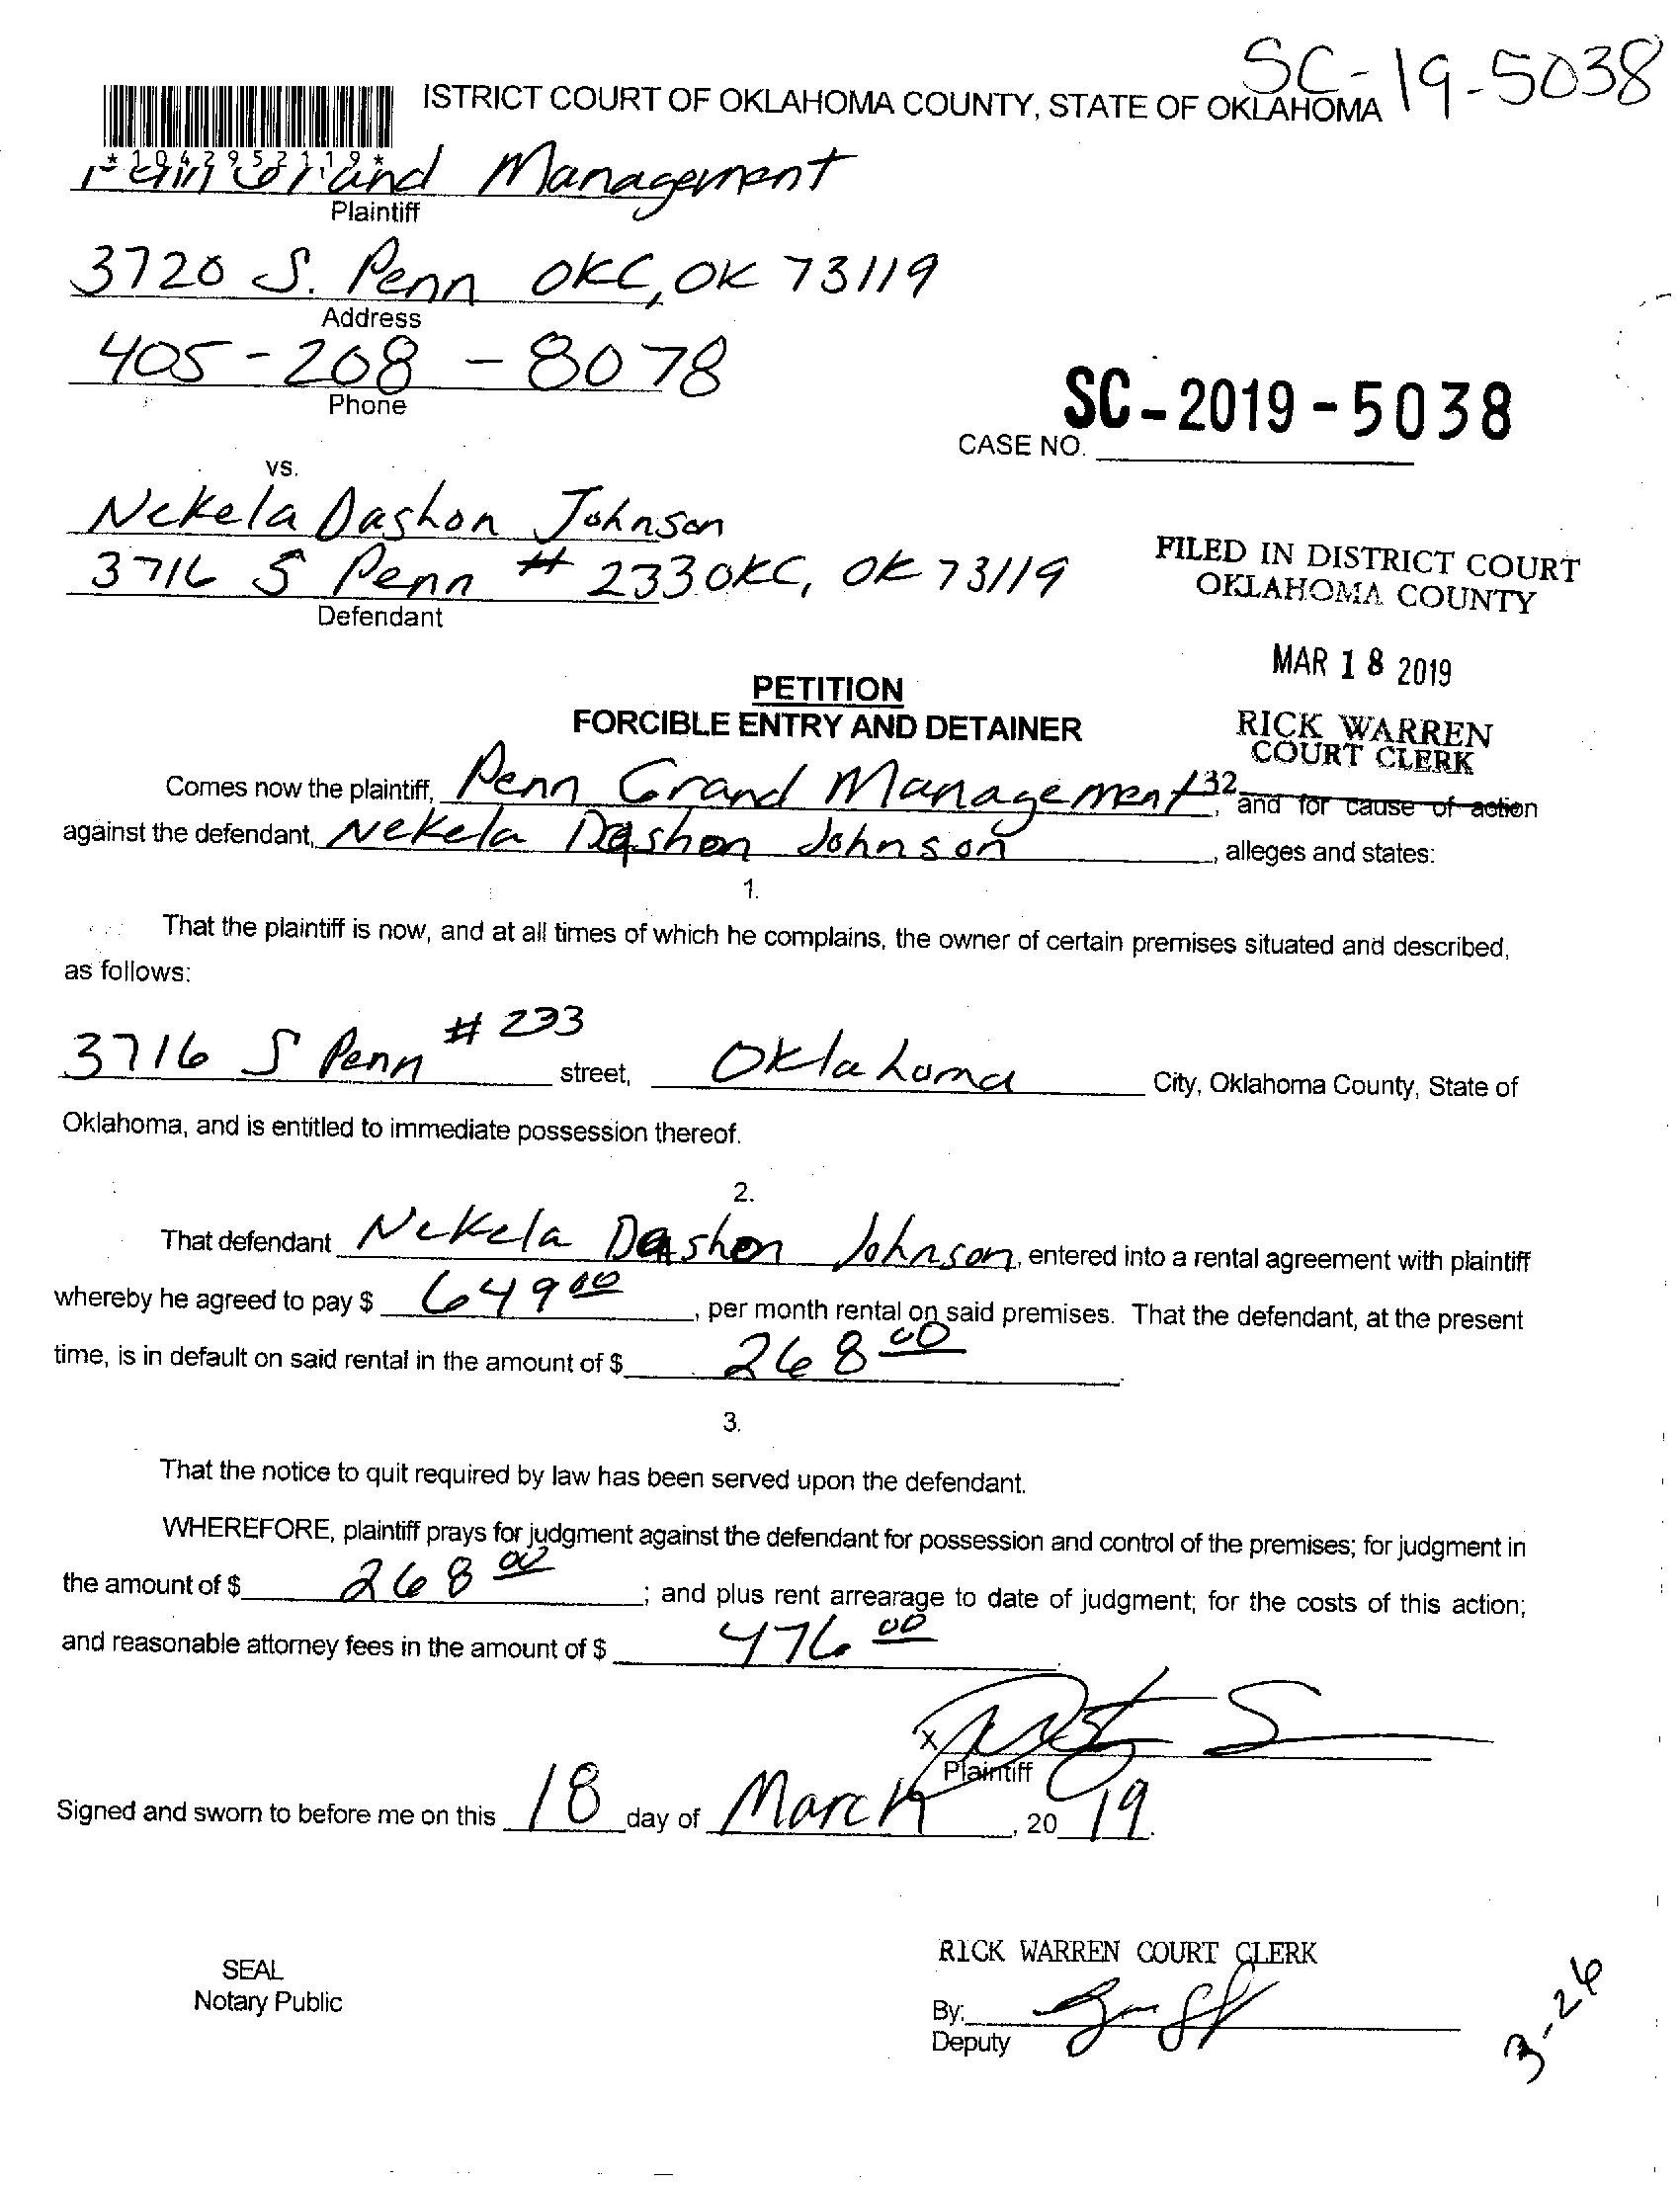 SC-19-5038
ISTRICT COURT OF OKLAHOMA COUNTY, STATE OF OKLAHOMA
*1042952119*
Penn Grand Management
Plaintiff
3720 S. Penn OKC, OK 73119
Address
405-208-8078
Phone
SC-2019-5038
CASE NO.
vs.
Nekela Dashon Johnson
3716 S Penn # 233 OKC, OK 73119
Defendant
FILED IN DISTRICT COURT
OKLAHOMA COUNTY
MAR 18 2019
RICK WARREN
COURT CLERK
132
PETITION
FORCIBLE ENTRY AND DETAINER
Comes now the plaintiff, Penn Grand Management, and for cause of action
against the defendant, Nekela Dashon Johnson, alleges and states:
1.
That the plaintiff is now, and at all times of which he complains, the owner of certain premises situated and described,
as follows:
3716 S Penn # 233 street, Oklahoma City, Oklahoma County, State of
Oklahoma, and is entitled to immediate possession thereof.
2.
That defendant Nekela Dashon Johnson, entered into a rental agreement with plaintiff
whereby he agreed to pay $ 649 00, per month rental on said premises. That the defendant, at the present
time, is in default on said rental in the amount of $ 268 00.
3.
That the notice to quit required by law has been served upon the defendant.
WHEREFORE, plaintiff prays for judgment against the defendant for possession and control of the premises; for judgment in
the amount of $ 268 00; and plus rent arrearage to date of judgment; for the costs of this action;
and reasonable attorney fees in the amount of $ 476 00.
X
Plaintiff
Signed and sworn to before me on this 18 day of March, 20 19.
SEAL
Notary Public
RICK WARREN COURT CLERK
By:
Deputy
3-26